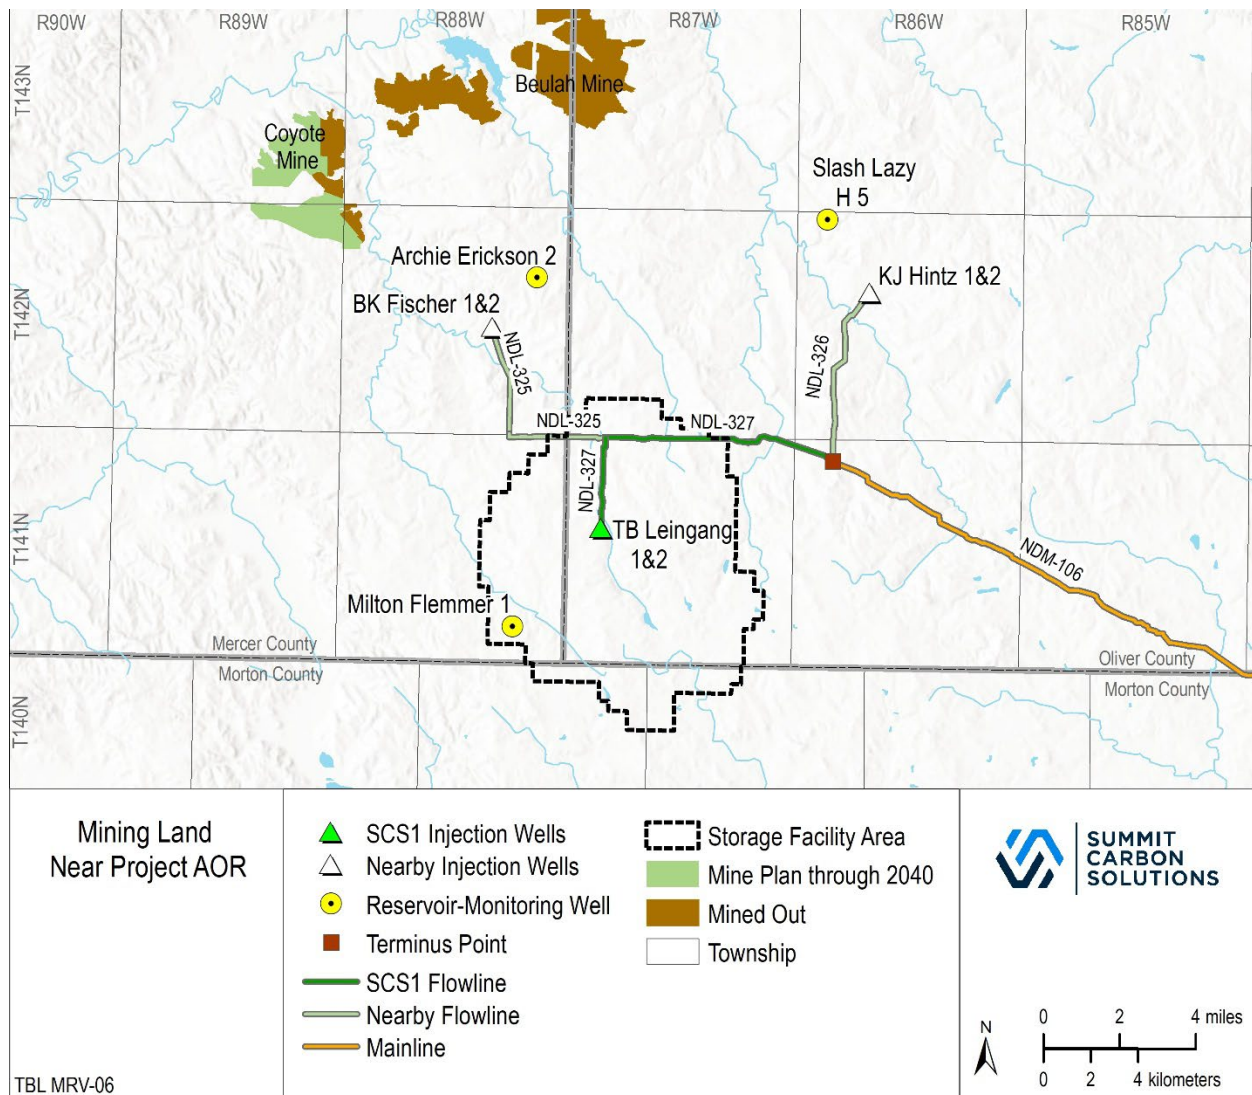 R90W
R89W
R88W
R87W
R86W
R85W
T143N
T142N
T141N
T140N
Beulah Mine
Coyote
Mine
Slash Lazy
H 5
Archie Erickson 2
KJ Hintz 1&2
BK Fischer 1&2
NDL-325
NDL-326
NDL-325
NDL-327
NDL-327
TB Leingang
1&2
NDM-106
Milton Flemmer 1
Mercer County
Morton County
Oliver County
Morton County
Mining Land
Near Project AOR
TBL MRV-06
SCS1 Injection Wells
Nearby Injection Wells
Reservoir-Monitoring Well
Terminus Point
SCS1 Flowline
Nearby Flowline
Mainline
Storage Facility Area
Mine Plan through 2040
Mined Out
Township
SUMMIT
CARBON
SOLUTIONS
N
0 2 4 miles
0 2 4 kilometers